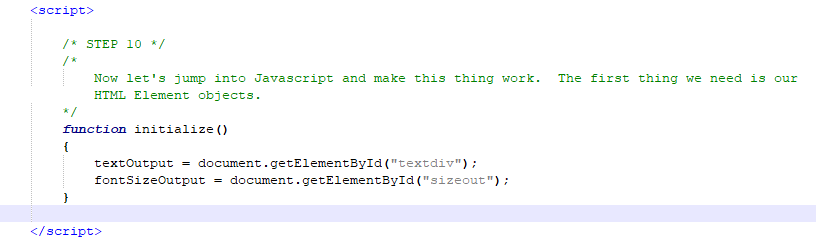 <script>
/* STEP 10 */
/*
Now let's jump into Javascript and make this thing work.  The first thing we need is our
HTML Element objects.
*/
function initialize()
{
textOutput = document.getElementById("textdiv");
fontSizeOutput = document.getElementById("sizeout");
}
</script>